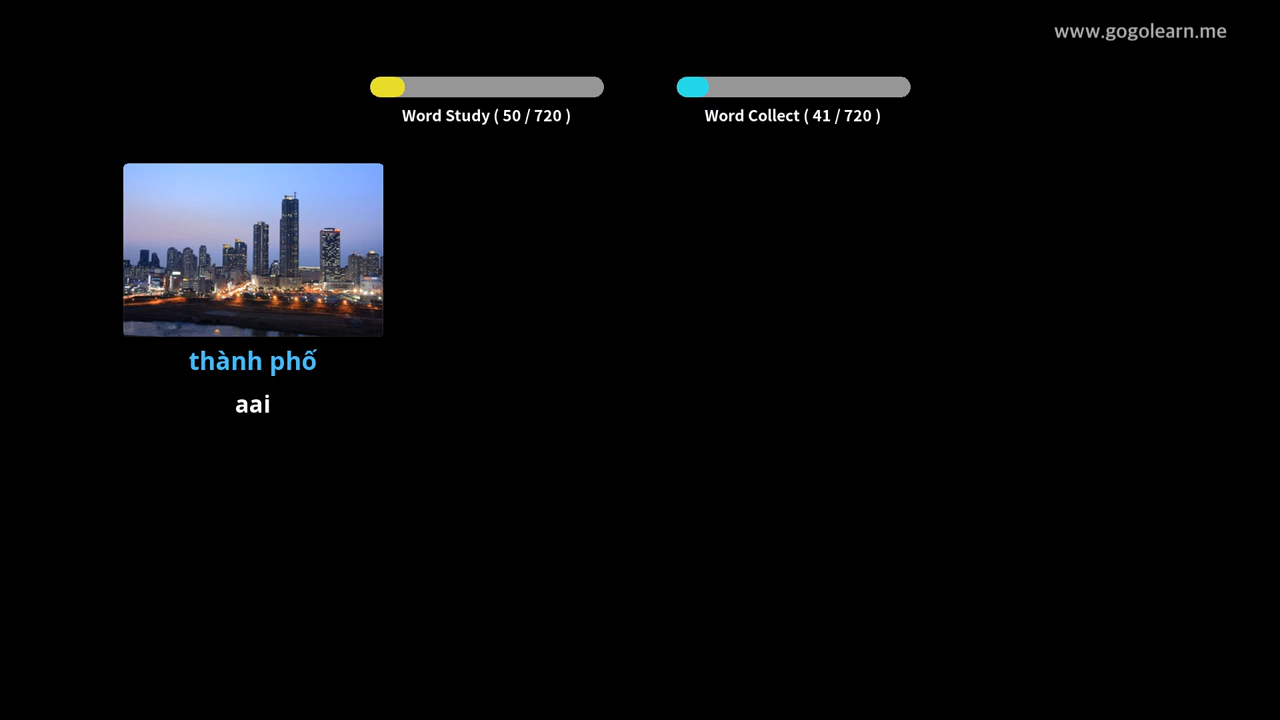 www.gogolearn.me
Word Study ( 50 / 720 )
Word Collect ( 41 / 720 )
thành phố
aai